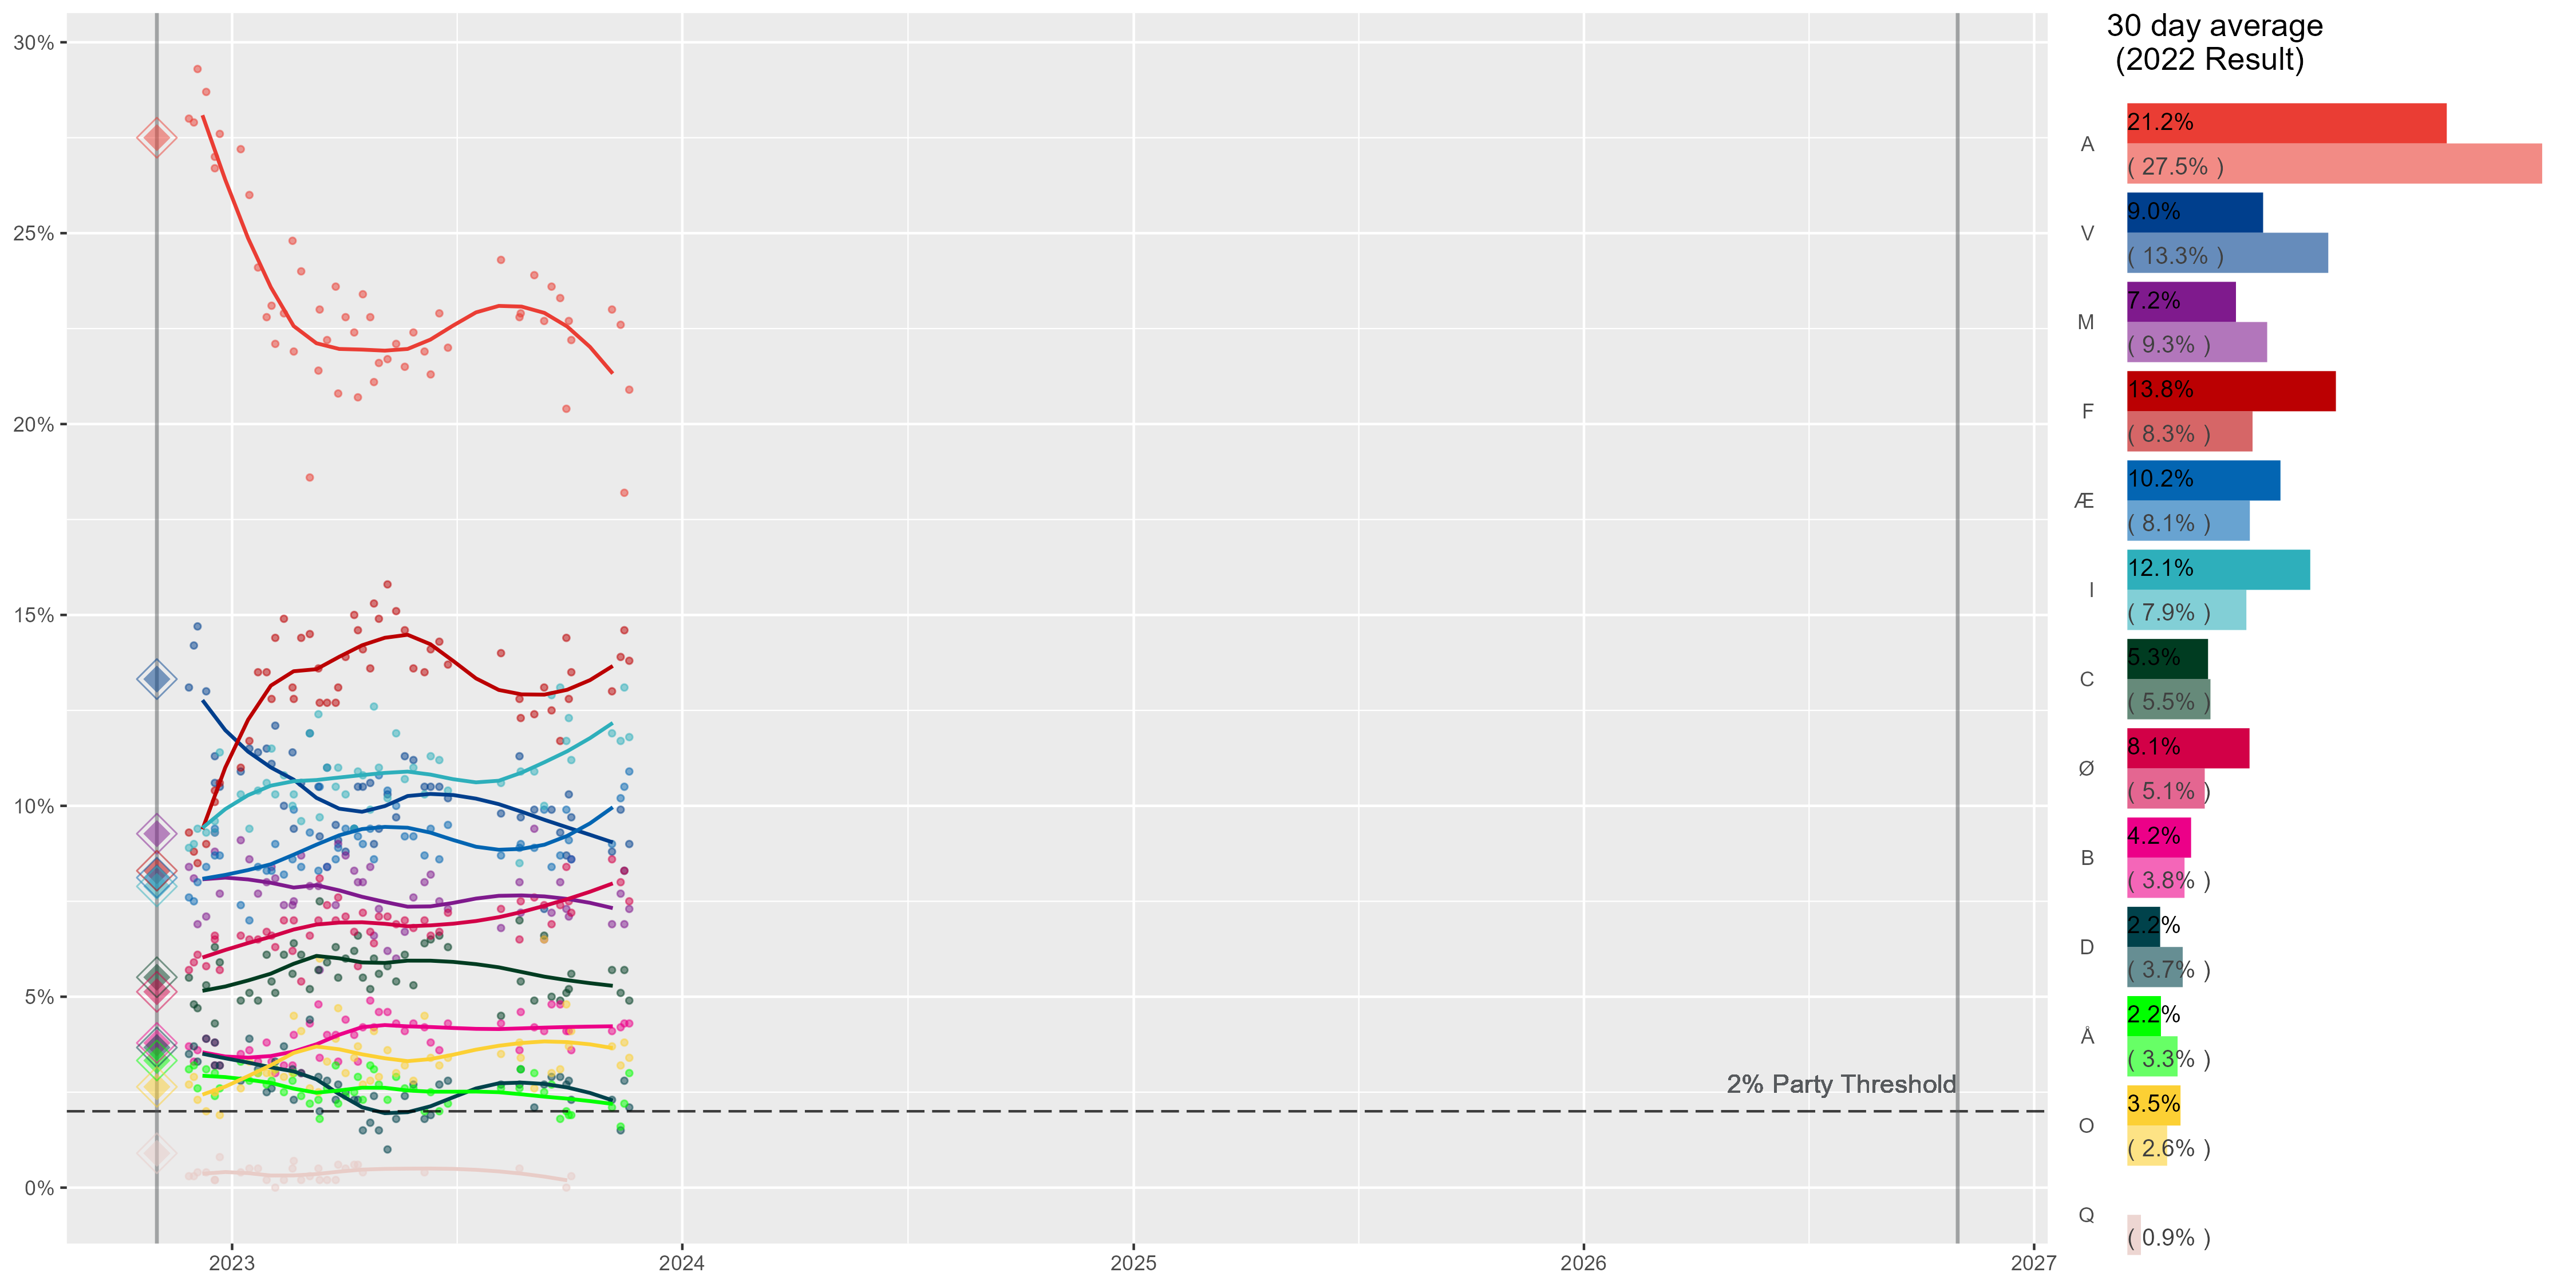 30 day average
(2022 Result)
30%
25%
20%
15%
10%
5%
0%
2% Party Threshold
2023
2024
2025
2026
2027
A
21.2%
( 27.5% )
V
9.0%
( 13.3% )
M
7.2%
( 9.3% )
F
13.8%
( 8.3% )
Æ
10.2%
( 8.1% )
I
12.1%
( 7.9% )
C
5.3%
( 5.5% )
Ø
8.1%
( 5.1% )
B
4.2%
( 3.8% )
D
2.2%
( 3.7% )
Å
2.2%
( 3.3% )
O
3.5%
( 2.6% )
Q
( 0.9% )